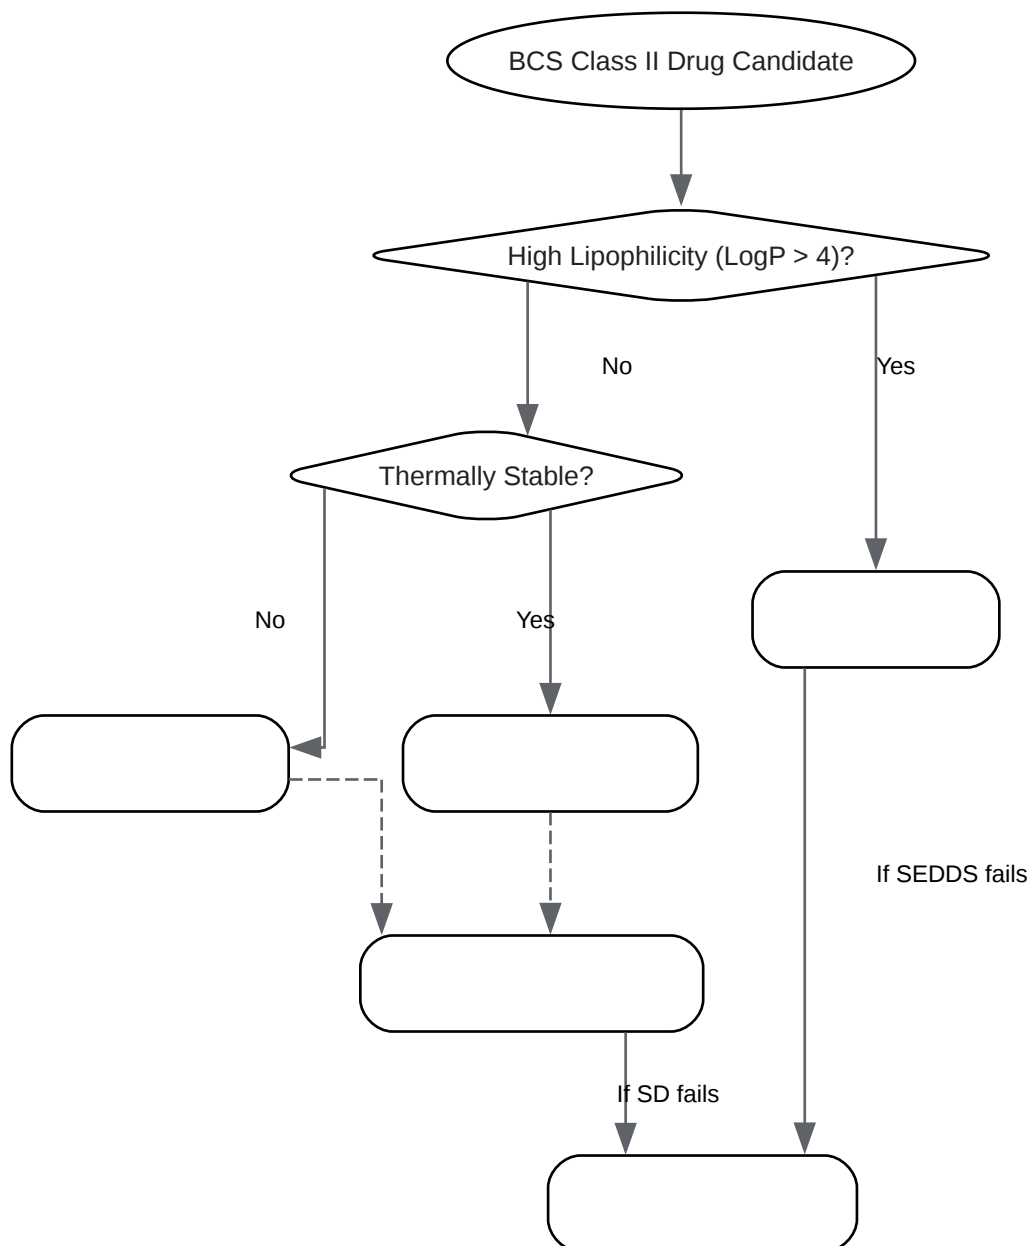 BCS Class II Drug Candidate
High Lipophilicity (LogP > 4)?
No
Yes
Thermally Stable?
No
Yes
If SEDDS fails
If SD fails